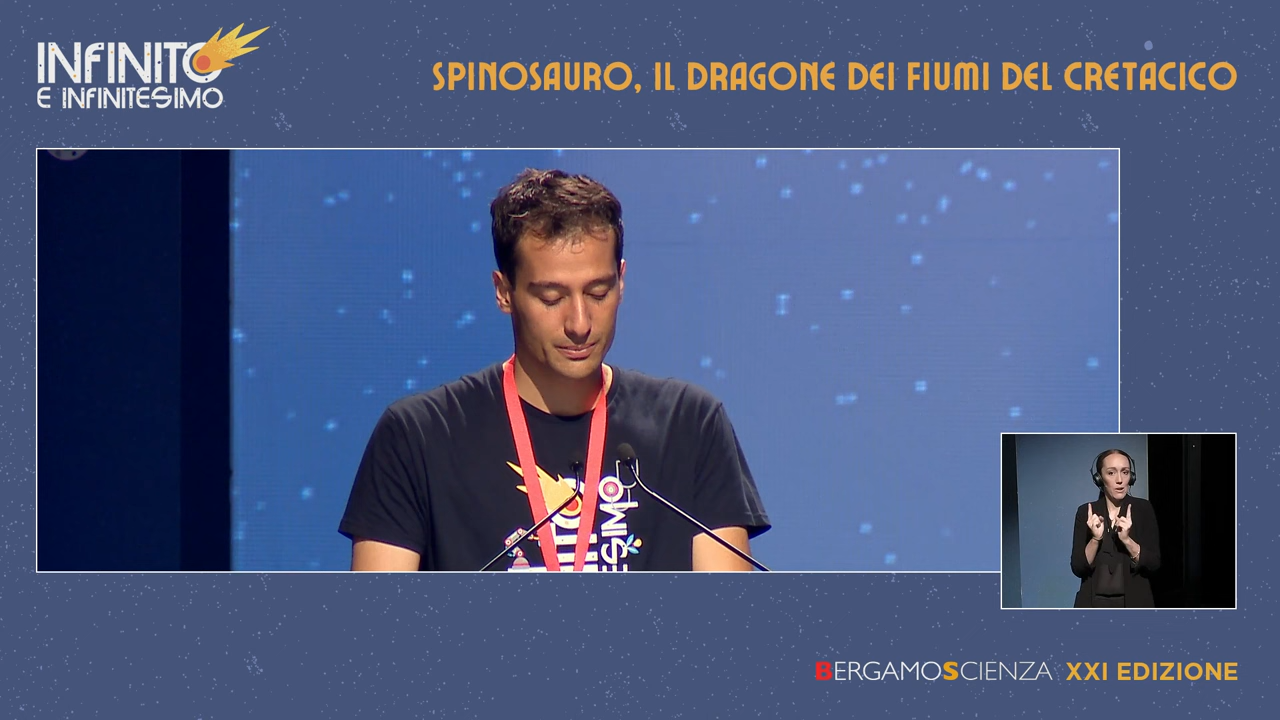 INFINITO
E INFINITESIMO
SPINOSAURO, IL DRAGONE DEI FIUMI DEL CRETACICO
BERGAMOSCIENZA XXI EDIZIONE